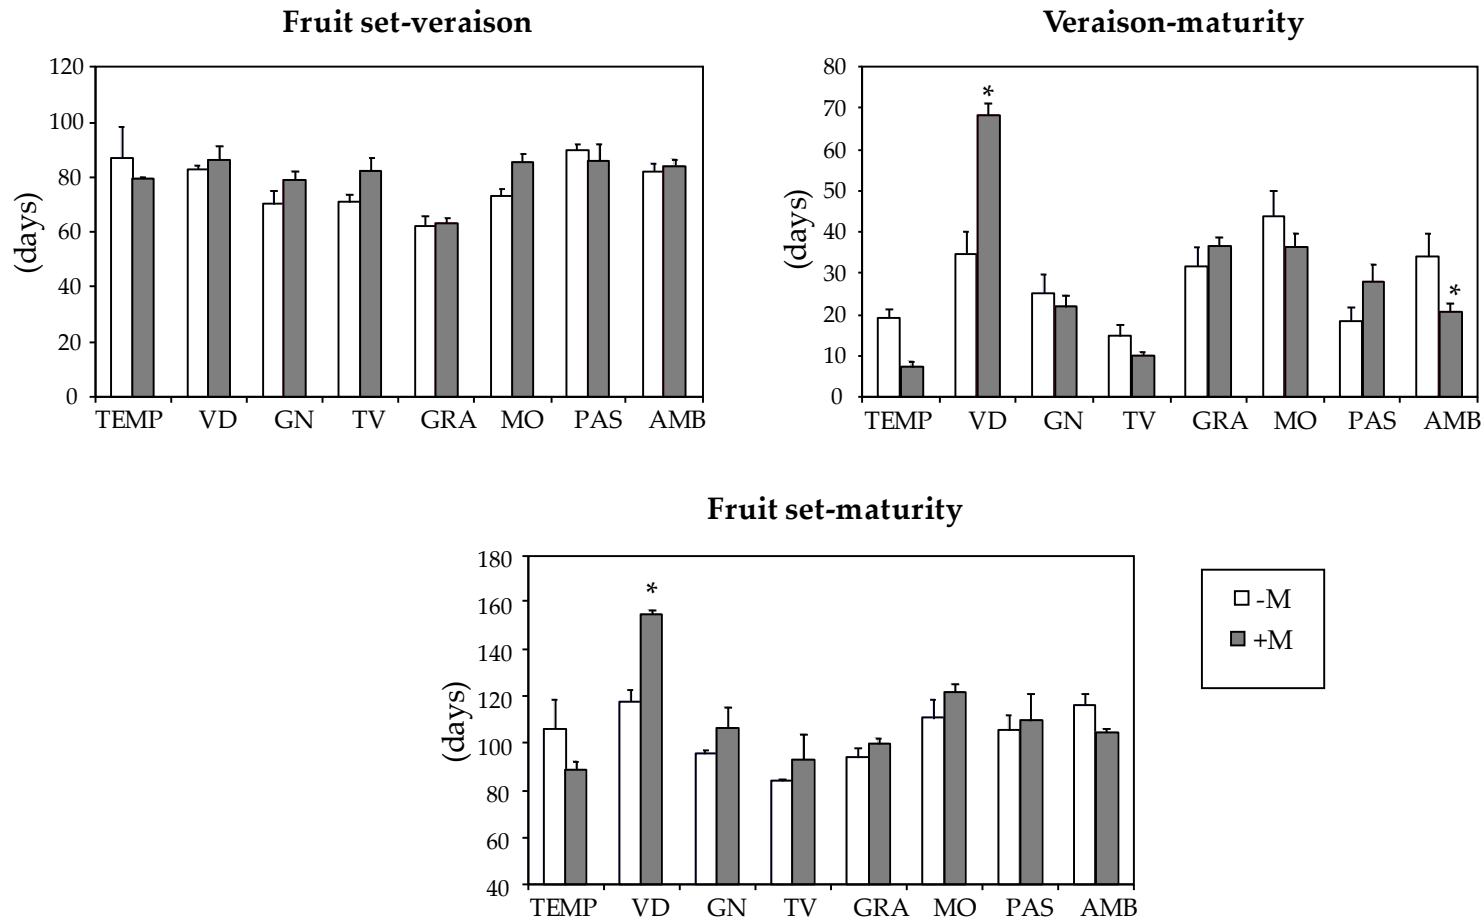 Fruit set-veraison
120
100
80
60
40
20
0
(days)
TEMP VD GN TV GRA MO PAS AMB
Veraison-maturity
80
70
60
50
40
30
20
10
0
(days)
*
*
TEMP VD GN TV GRA MO PAS AMB
Fruit set-maturity
180
160
140
120
100
80
60
40
(days)
*
TEMP VD GN TV GRA MO PAS AMB
-M
+M